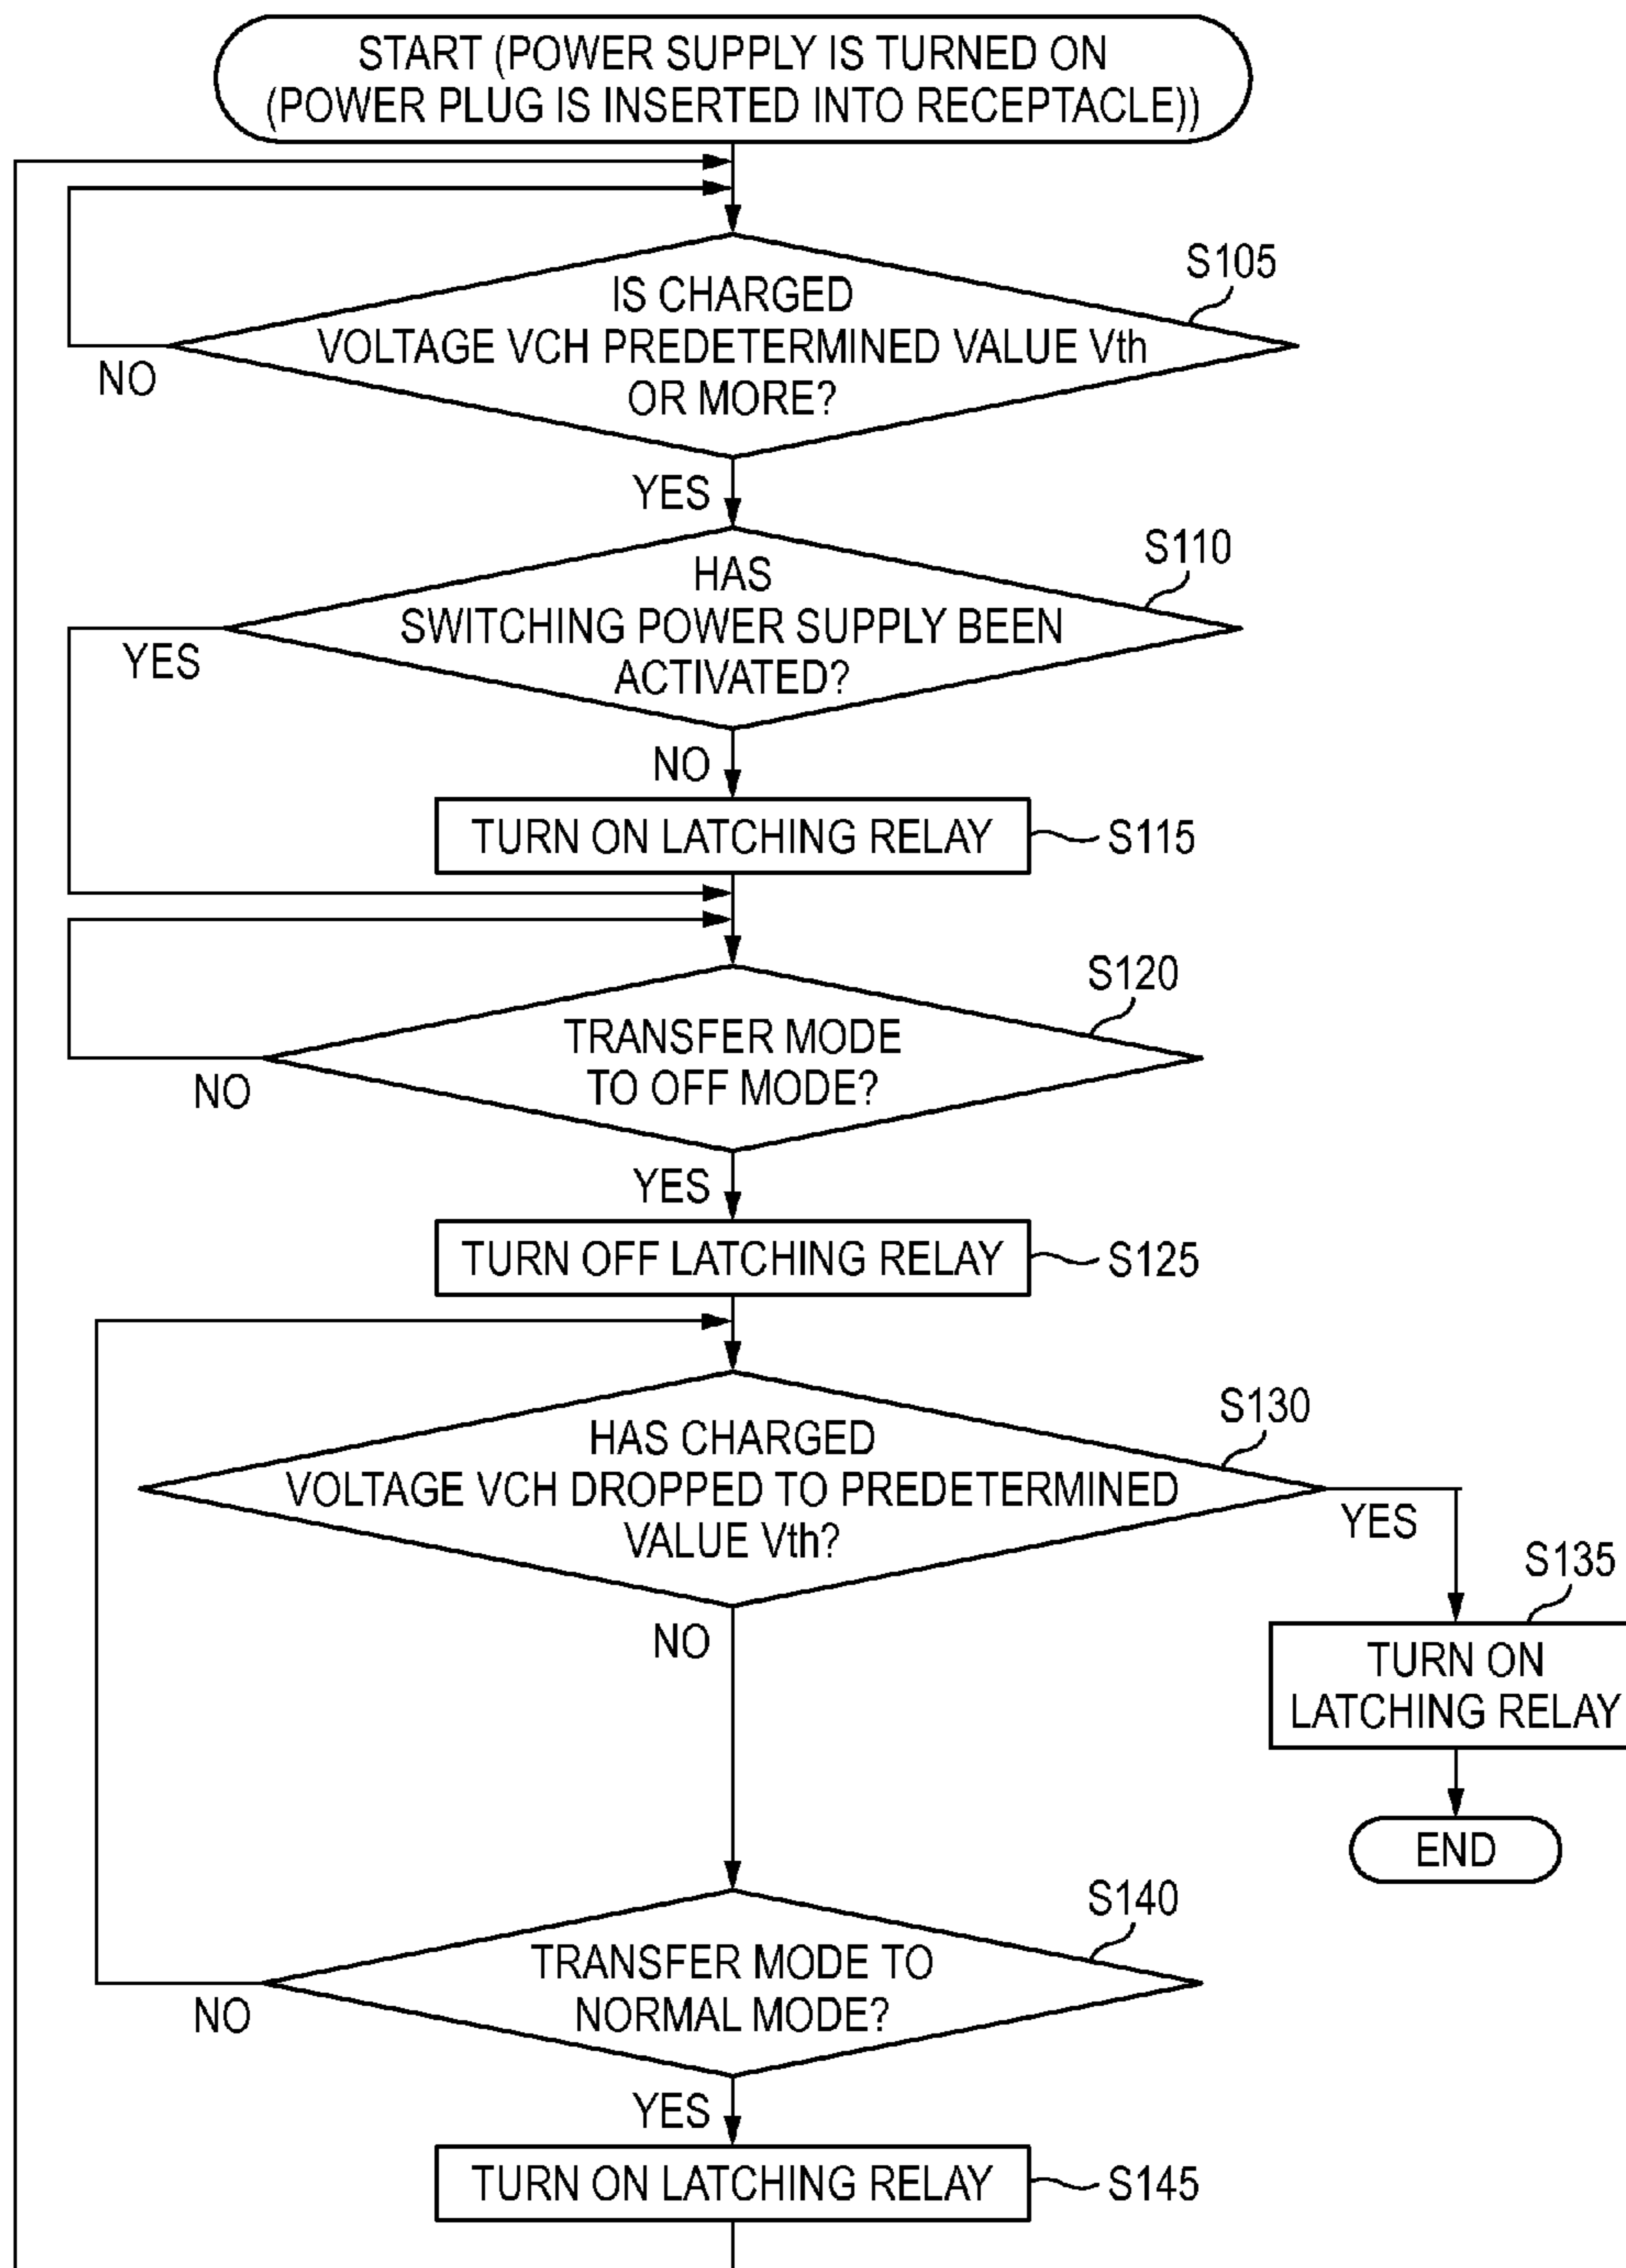 START (POWER SUPPLY IS TURNED ON
(POWER PLUG IS INSERTED INTO RECEPTACLE))
S105
IS CHARGED
VOLTAGE VCH PREDETERMINED VALUE Vth
OR MORE?
NO
YES
S110
HAS
SWITCHING POWER SUPPLY BEEN
ACTIVATED?
YES
NO
TURN ON LATCHING RELAY
S115
S120
TRANSFER MODE
TO OFF MODE?
NO
YES
TURN OFF LATCHING RELAY
S125
S130
HAS CHARGED
VOLTAGE VCH DROPPED TO PREDETERMINED
VALUE Vth?
YES
NO
S135
TURN ON
LATCHING RELAY
END
S140
TRANSFER MODE TO
NORMAL MODE?
NO
YES
TURN ON LATCHING RELAY
S145